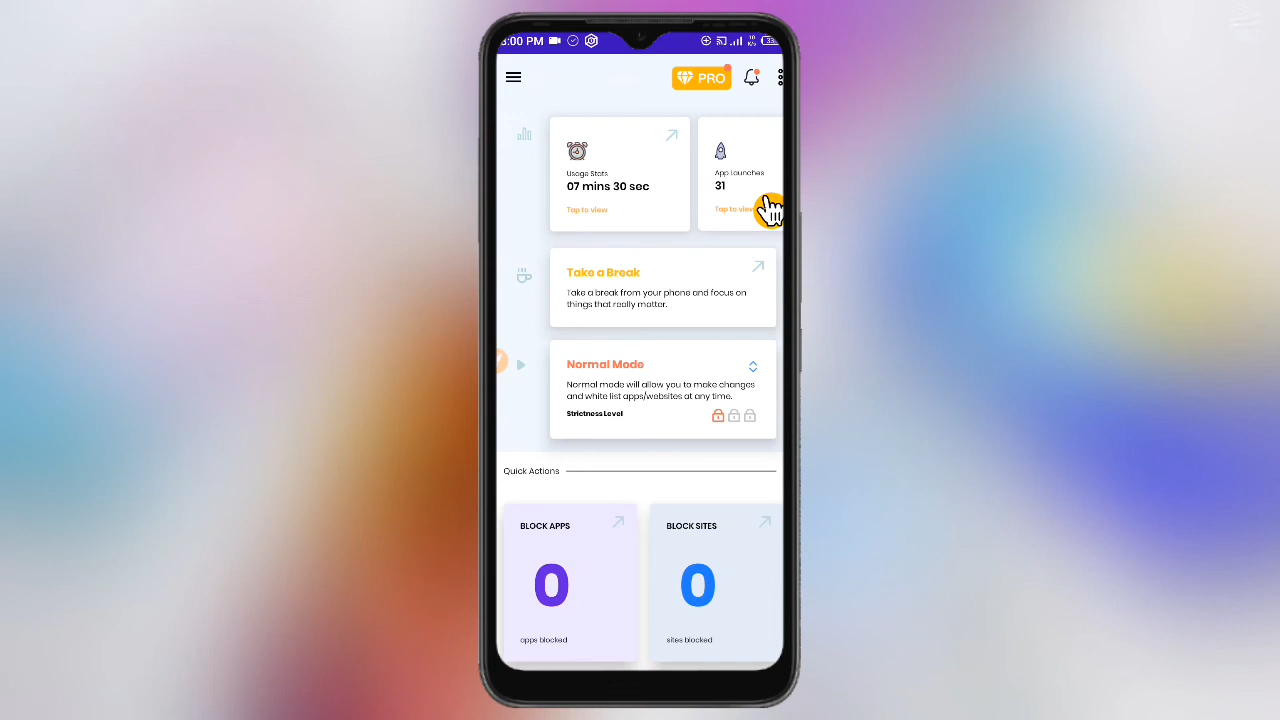 :00 PM
PRO
Usage Stats
07 mins 30 sec
Tap to view
App Launches
31
Tap to view
Take a Break
Take a break from your phone and focus on
things that really matter.
Normal Mode
Normal mode will allow you to make changes
and white list apps/websites at any time.
Strictness Level
Quick Actions
BLOCK APPS
0
apps blocked
BLOCK SITES
0
sites blocked